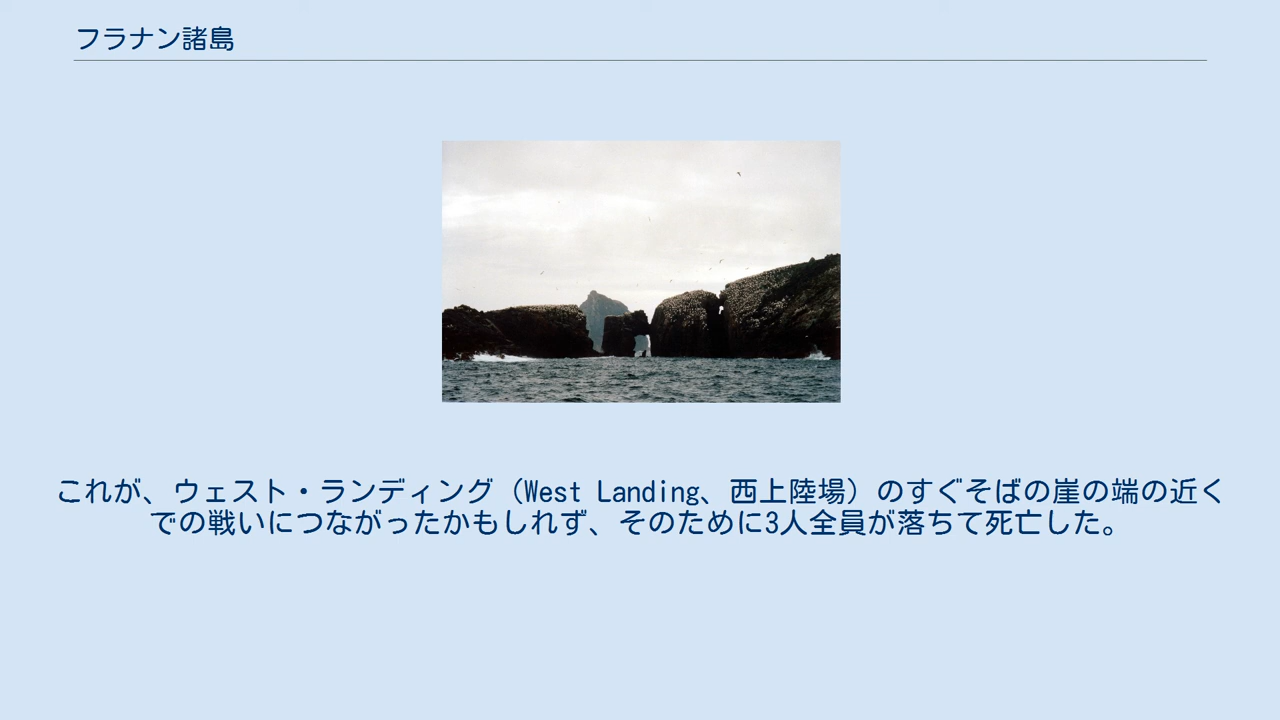 フラナン諸島
これが、ウェスト・ランディング（West Landing、西上陸場）のすぐそばの崖の端の近く
での戦いにつながったかもしれず、そのために3人全員が落ちて死亡した。